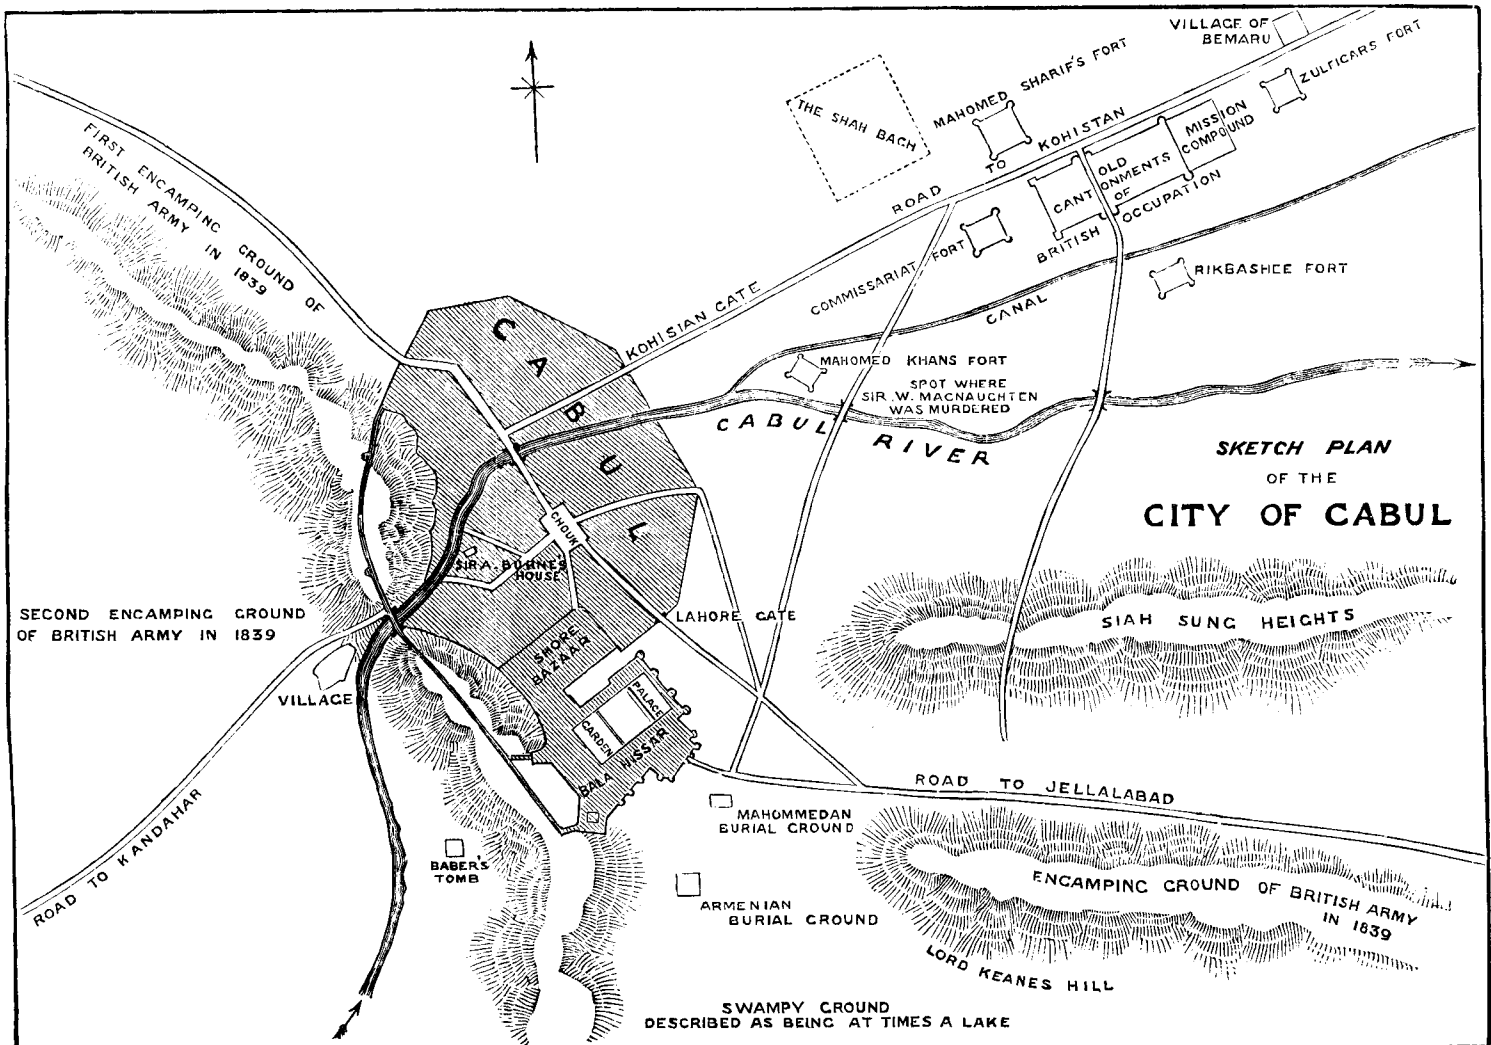 VILLAGE OF
BEMARU
ZULFICARS FORT
MAHOMED SHARIF'S FORT
THE SHAH BACH
MISSION
COMPOUND
ROAD TO KOHISTAN
OLD
CANTONMENTS
OF
BRITISH OCCUPATION
FIRST ENCAMPING GROUND OF
BRITISH ARMY IN 1839
COMMISSARIAT FORT
RIKBASHEE FORT
CANAL
KOHISIAN GATE
CABUL
MAHOMED KHANS FORT
SPOT WHERE
SIR .W. MACNAUGHTEN
WAS MURDERED
CABUL RIVER
SKETCH PLAN
OF THE
CITY OF CABUL
CHOUK
SIR A. BURNES
HOUSE
SECOND ENCAMPING GROUND
OF BRITISH ARMY IN 1839
LAHORE GATE
SIAH SUNG HEIGHTS
SHORE
BAZAAR
VILLAGE
PALACE
GARDEN
BALA HISSAR
ROAD TO JELLALABAD
ROAD TO KANDAHAR
MAHOMMEDAN
BURIAL GROUND
BABER'S
TOMB
ENCAMPING GROUND OF BRITISH ARMY
IN 1839
ARMENIAN
BURIAL GROUND
LORD KEANES HILL
SWAMPY GROUND
DESCRIBED AS BEING AT TIMES A LAKE